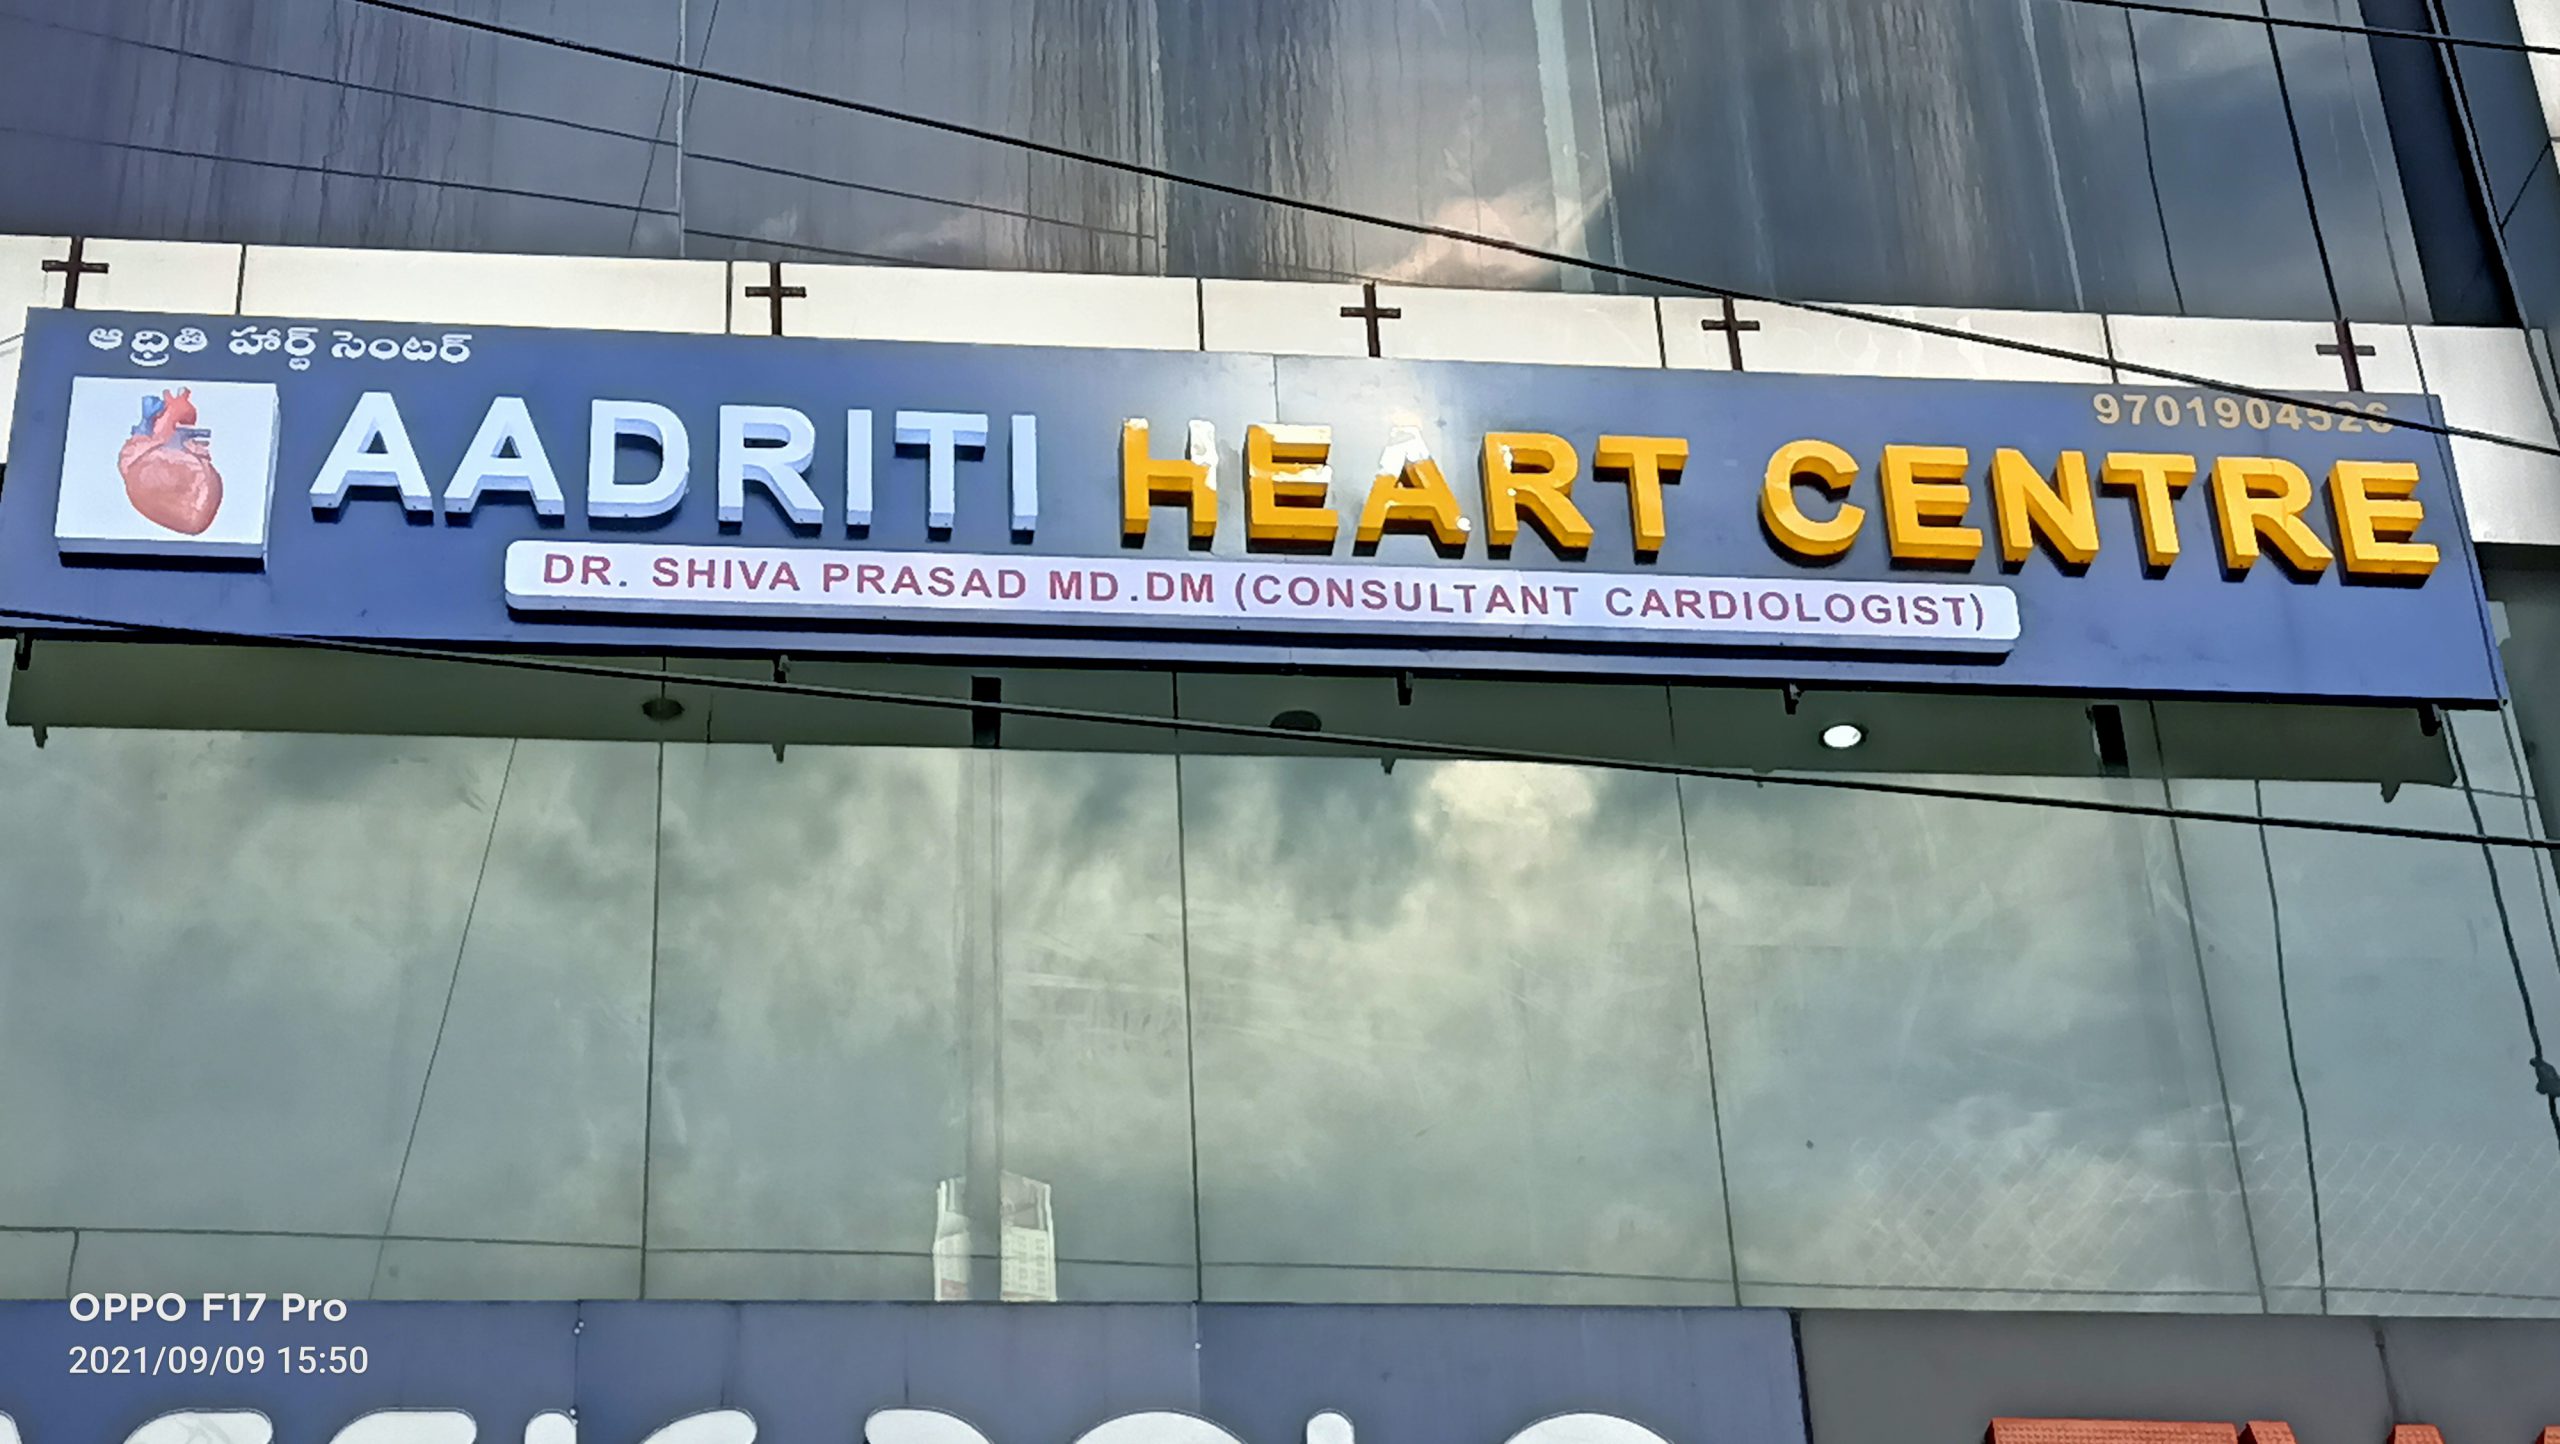 ఆద్రితి హార్ట్ సెంటర్
9701904526
AADRITI HEART CENTRE
DR. SHIVA PRASAD MD.DM (CONSULTANT CARDIOLOGIST)
OPPO F17 Pro
2021/09/09 15:50